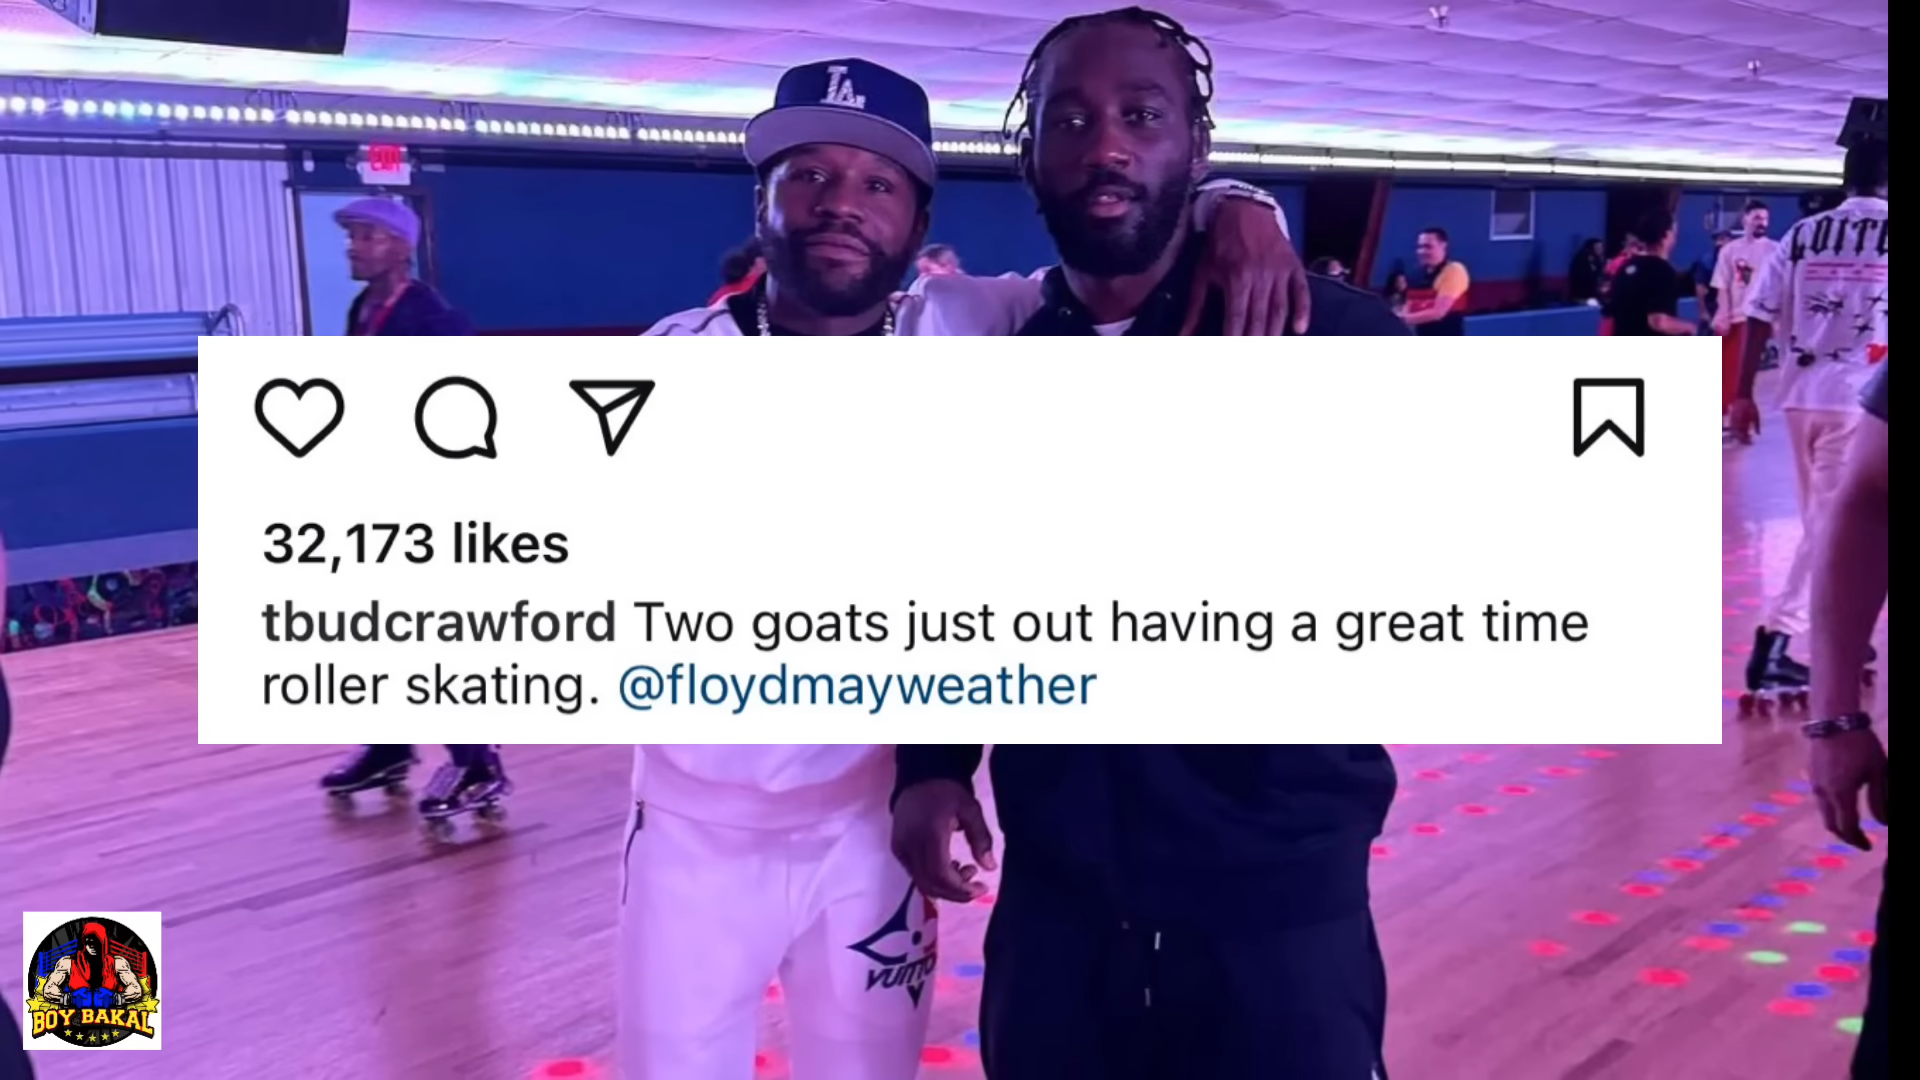 LA
EXIT
32,173 likes
tbudcrawford Two goats just out having a great time
roller skating. @floydmayweather
BOY BAKAL